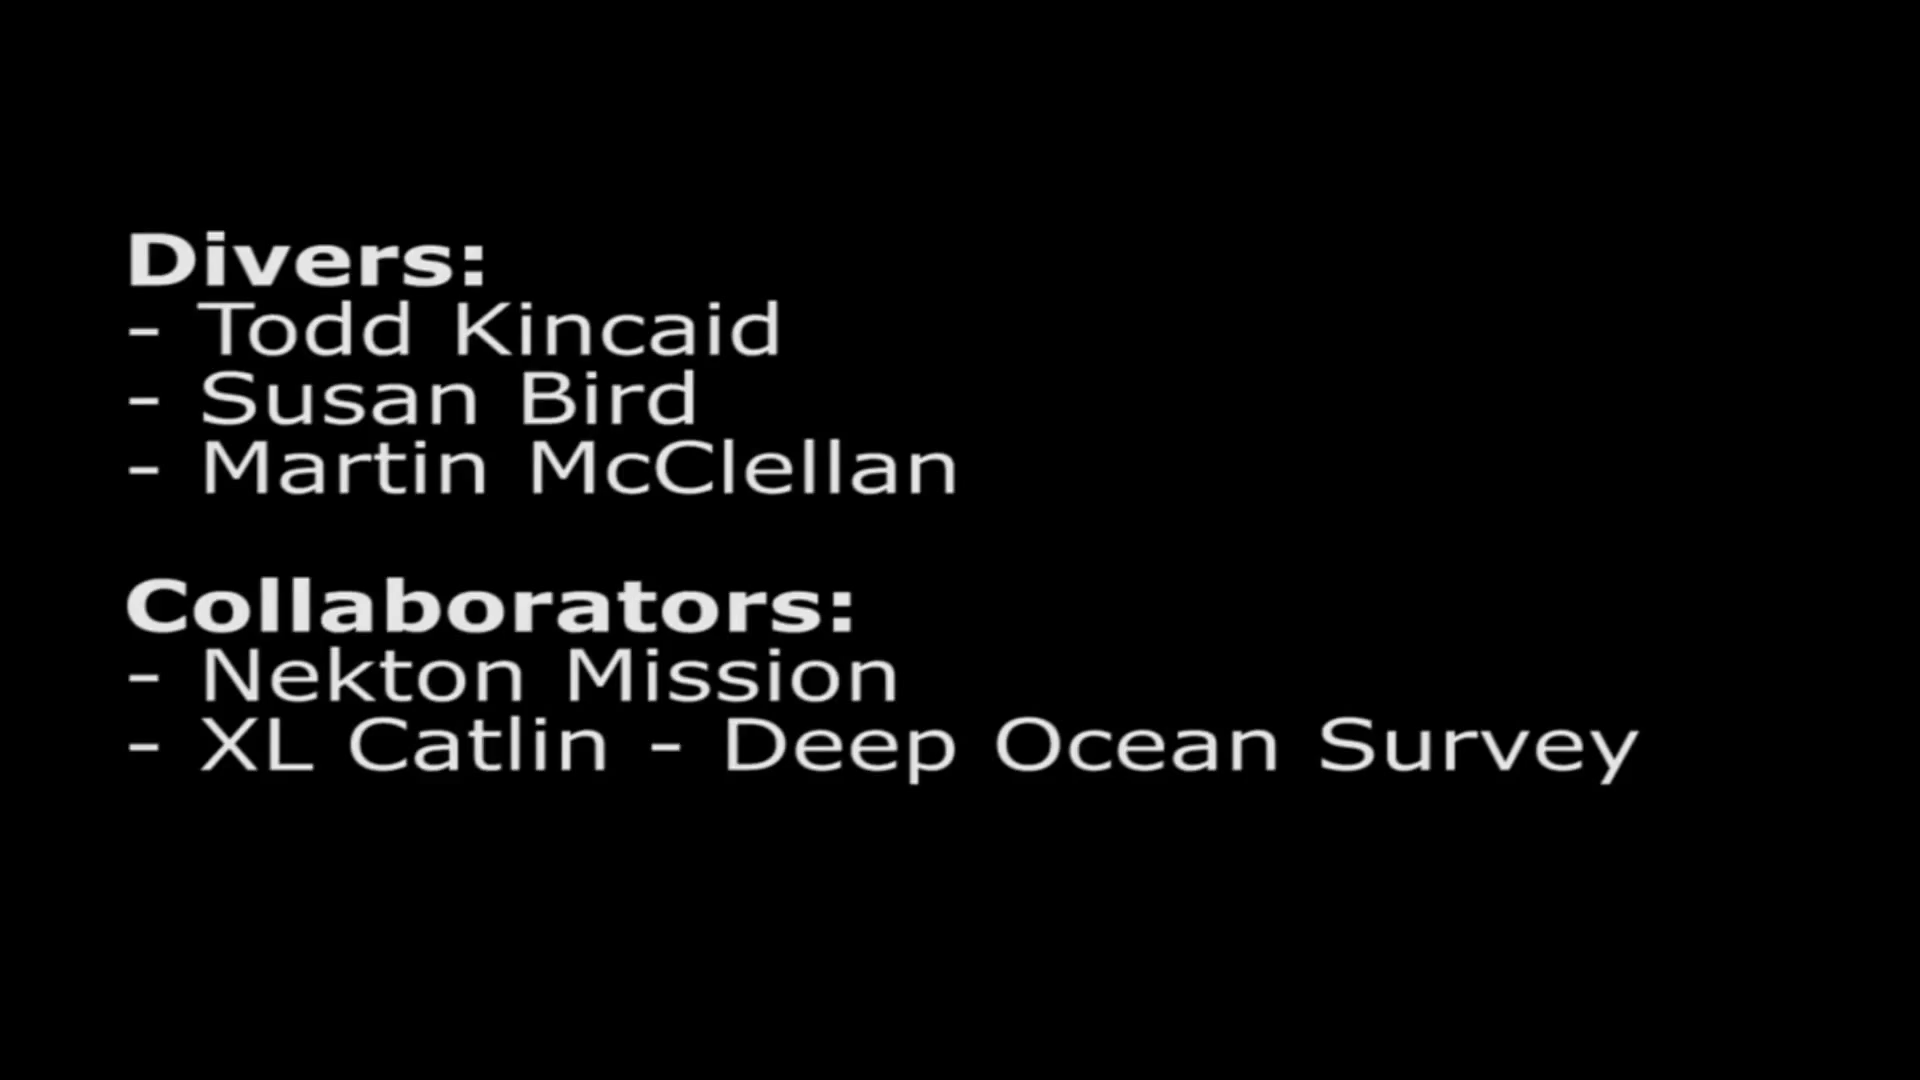 Divers:
- Todd Kincaid
- Susan Bird
- Martin McClellan
Collaborators:
- Nekton Mission
- XL Catlin - Deep Ocean Survey